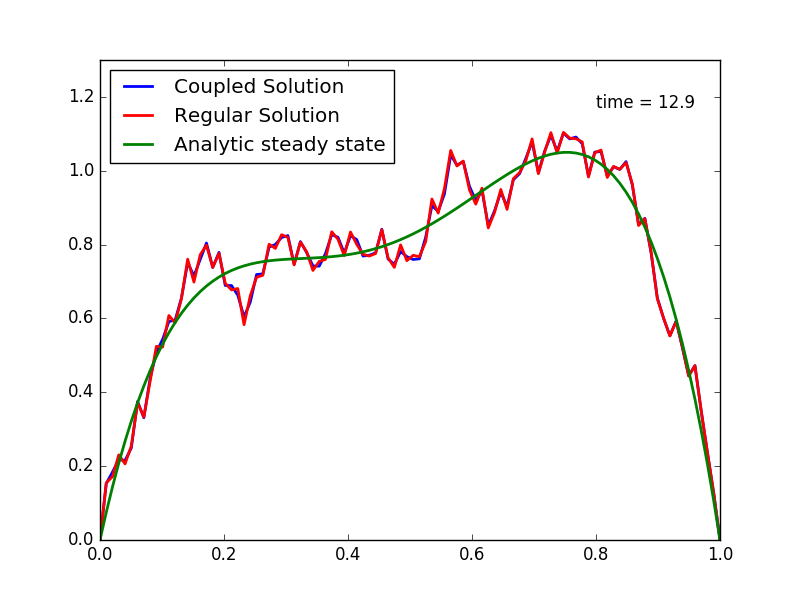 Coupled Solution
Regular Solution
Analytic steady state
time = 12.9
1.2
1.0
0.8
0.6
0.4
0.2
0.0
0.0 0.2 0.4 0.6 0.8 1.0